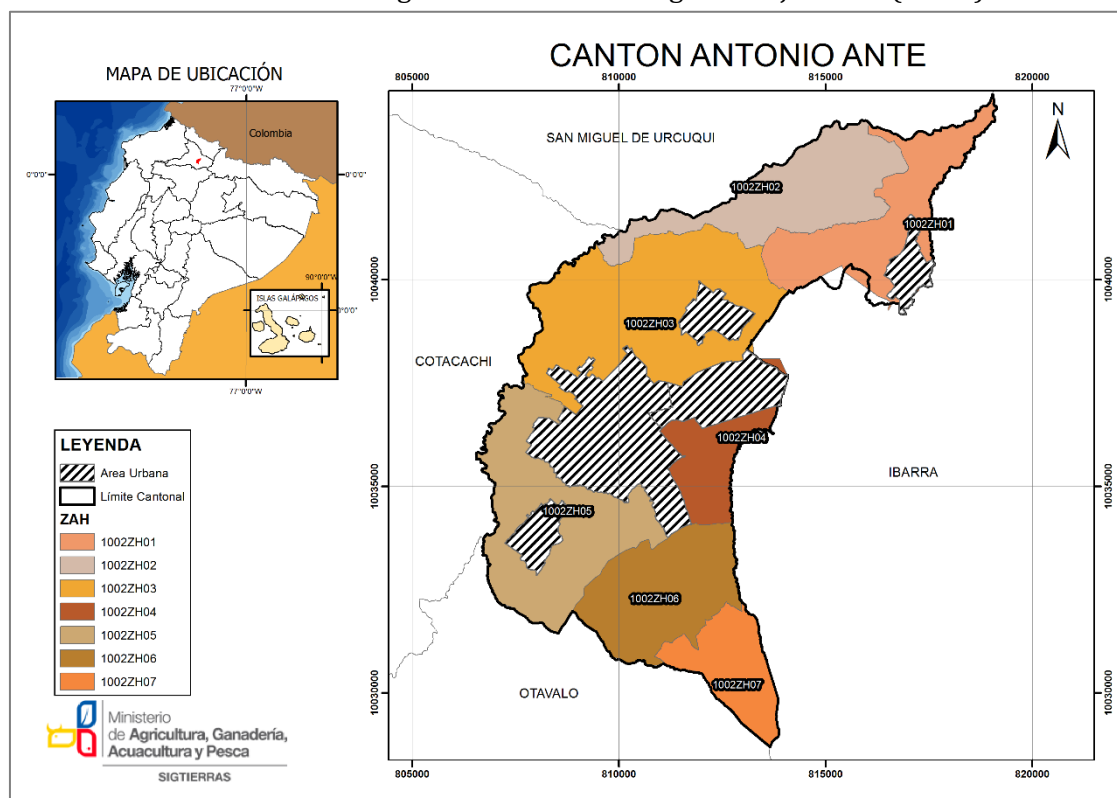 CANTON ANTONIO ANTE
MAPA DE UBICACIÓN
77°0'0"W
Colombia
0°0'0"
0°0'0"
90°0'0"W
ISLAS GALÁPAGOS
0°0'0"
77°0'0"W
805000
810000
815000
820000
N
SAN MIGUEL DE URCUQUI
1002ZH02
1002ZH01
10040000
10040000
1002ZH03
COTACACHI
1002ZH04
IBARRA
10035000
10035000
1002ZH05
1002ZH06
1002ZH07
OTAVALO
10030000
10030000
805000
810000
815000
820000
LEYENDA
Area Urbana
Límite Cantonal
ZAH
1002ZH01
1002ZH02
1002ZH03
1002ZH04
1002ZH05
1002ZH06
1002ZH07
Ministerio
de Agricultura, Ganadería,
Acuacultura y Pesca
SIGTIERRAS